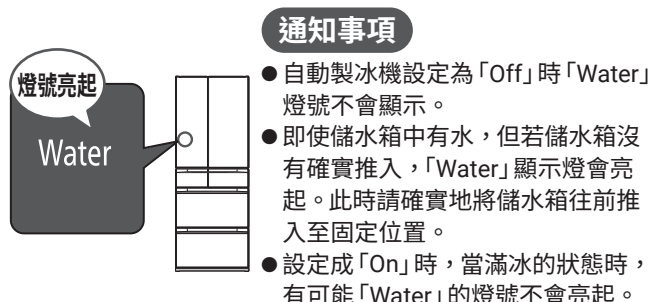 通知事項
燈號亮起
Water
●自動製冰機設定為「Off」時「Water」
燈號不會顯示。
●即使儲水箱中有水，但若儲水箱沒
有確實推入，「Water」顯示燈會亮
起。此時請確實地將儲水箱往前推
入至固定位置。
●設定成「On」時，當滿冰的狀態時，
有可能「Water」的燈號不會亮起。